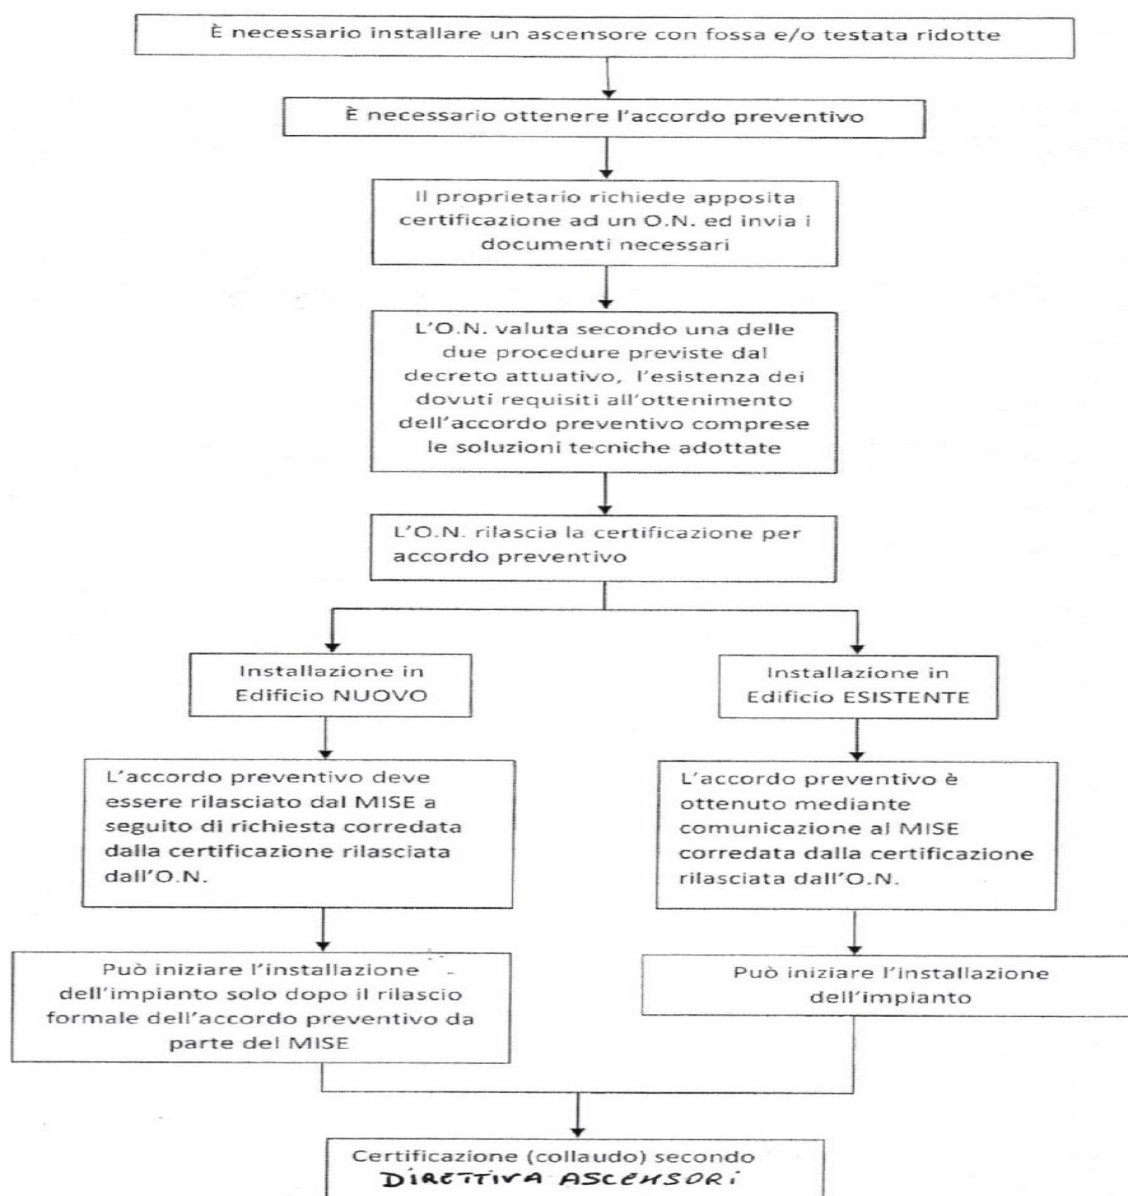 È necessario installare un ascensore con fossa e/o testata ridotte
È necessario ottenere l'accordo preventivo
Il proprietario richiede apposita
certificazione ad un O.N. ed invia i
documenti necessari
L'O.N. valuta secondo una delle
due procedure previste dal
decreto attuativo, l'esistenza dei
dovuti requisiti all'ottenimento
dell'accordo preventivo comprese
le soluzioni tecniche adottate
L'O.N. rilascia la certificazione per
accordo preventivo
Installazione in
Edificio NUOVO
Installazione in
Edificio ESISTENTE
L'accordo preventivo deve
essere rilasciato dal MISE a
seguito di richiesta corredata
dalla certificazione rilasciata
dall'O.N.
L'accordo preventivo è
ottenuto mediante
comunicazione al MISE
corredata dalla certificazione
rilasciata dall'O.N.
Può iniziare l'installazione
dell'impianto solo dopo il rilascio
formale dell'accordo preventivo da
parte del MISE
Può iniziare l'installazione
dell'impianto
Certificazione (collaudo) secondo
DIRETTIVA ASCENSORI